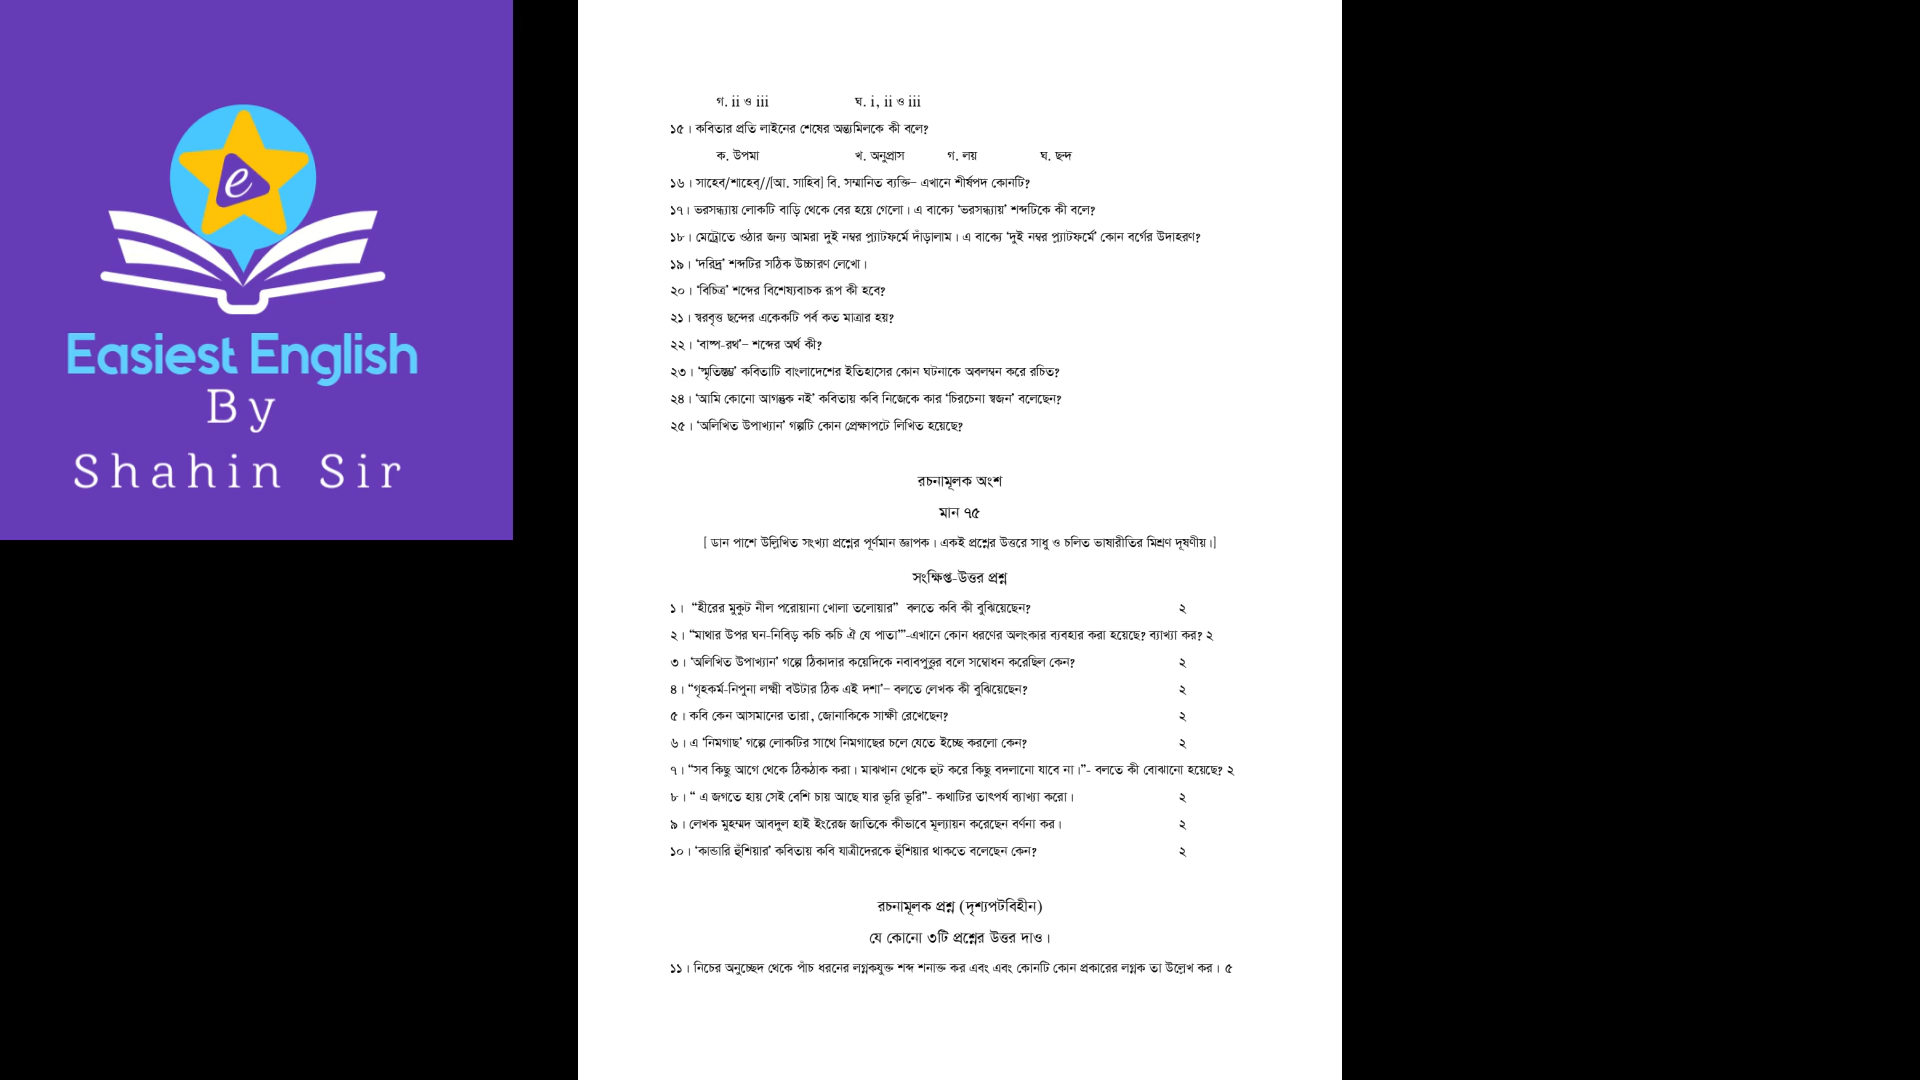 e
Easiest English
By
Shahin Sir
গ. ii ও iii ঘ. i, ii ও iii
১৫। কবিতার প্রতি লাইনের শেষের অন্ত্যমিলকে কী বলে?
ক. উপমা খ. অনুপ্রাস গ. লয় ঘ. ছন্দ
১৬। সাহেব/শাহেব্//[আ. সাহিব] বি. সম্মানিত ব্যক্তি– এখানে শীর্ষপদ কোনটি?
১৭। ভরসন্ধ্যায় লোকটি বাড়ি থেকে বের হয়ে গেলো। এ বাক্যে ‘ভরসন্ধ্যায়’ শব্দটিকে কী বলে?
১৮। মেট্রোতে ওঠার জন্য আমরা দুই নম্বর প্ল্যাটফর্মে দাঁড়ালাম। এ বাক্যে ‘দুই নম্বর প্ল্যাটফর্মে’ কোন বর্গের উদাহরণ?
১৯। ‘দরিদ্র’ শব্দটির সঠিক উচ্চারণ লেখো।
২০। ‘বিচিত্র’ শব্দের বিশেষ্যবাচক রূপ কী হবে?
২১। স্বরবৃত্ত ছন্দের একেকটি পর্ব কত মাত্রার হয়?
২২। ‘বাষ্প-রথ’– শব্দের অর্থ কী?
২৩। ‘স্মৃতিস্তম্ভ’ কবিতাটি বাংলাদেশের ইতিহাসের কোন ঘটনাকে অবলম্বন করে রচিত?
২৪। ‘আমি কোনো আগন্তুক নই’ কবিতায় কবি নিজেকে কার ‘চিরচেনা স্বজন’ বলেছেন?
২৫। ‘অলিখিত উপাখ্যান’ গল্পটি কোন প্রেক্ষাপটে লিখিত হয়েছে?
রচনামূলক অংশ
মান ৭৫
[ ডান পাশে উল্লিখিত সংখ্যা প্রশ্নের পূর্ণমান জ্ঞাপক। একই প্রশ্নের উত্তরে সাধু ও চলিত ভাষারীতির মিশ্রণ দূষণীয়।]
সংক্ষিপ্ত-উত্তর প্রশ্ন
১। “হীরের মুকুট নীল পরোয়ানা খোলা তলোয়ার” বলতে কবি কী বুঝিয়েছেন? ২
২। “মাথার উপর ঘন-নিবিড় কচি কচি ঐ যে পাতা’”-এখানে কোন ধরণের অলংকার ব্যবহার করা হয়েছে? ব্যাখ্যা কর? ২
৩। ‘অলিখিত উপাখ্যান’ গল্পে ঠিকাদার কয়েদিকে নবাবপুত্তুর বলে সম্বোধন করেছিল কেন? ২
৪। “গৃহকর্ম-নিপুনা লক্ষ্মী বউটার ঠিক এই দশা’– বলতে লেখক কী বুঝিয়েছেন? ২
৫। কবি কেন আসমানের তারা, জোনাকিকে সাক্ষী রেখেছেন? ২
৬। এ ‘নিমগাছ’ গল্পে লোকটির সাথে নিমগাছের চলে যেতে ইচ্ছে করলো কেন? ২
৭। “সব কিছু আগে থেকে ঠিকঠাক করা। মাঝখান থেকে হুট করে কিছু বদলানো যাবে না।”- বলতে কী বোঝানো হয়েছে? ২
৮। “ এ জগতে হায় সেই বেশি চায় আছে যার ভূরি ভূরি”- কথাটির তাৎপর্য ব্যাখ্যা করো। ২
৯। লেখক মুহম্মদ আবদুল হাই ইংরেজ জাতিকে কীভাবে মূল্যায়ন করেছেন বর্ণনা কর। ২
১০। ‘কান্ডারি হুঁশিয়ার’ কবিতায় কবি যাত্রীদেরকে হুঁশিয়ার থাকতে বলেছেন কেন? ২
রচনামূলক প্রশ্ন (দৃশ্যপটবিহীন)
যে কোনো ৩টি প্রশ্নের উত্তর দাও।
১১। নিচের অনুচ্ছেদ থেকে পাঁচ ধরনের লগ্নকযুক্ত শব্দ শনাক্ত কর এবং এবং কোনটি কোন প্রকারের লগ্নক তা উল্লেখ কর। ৫